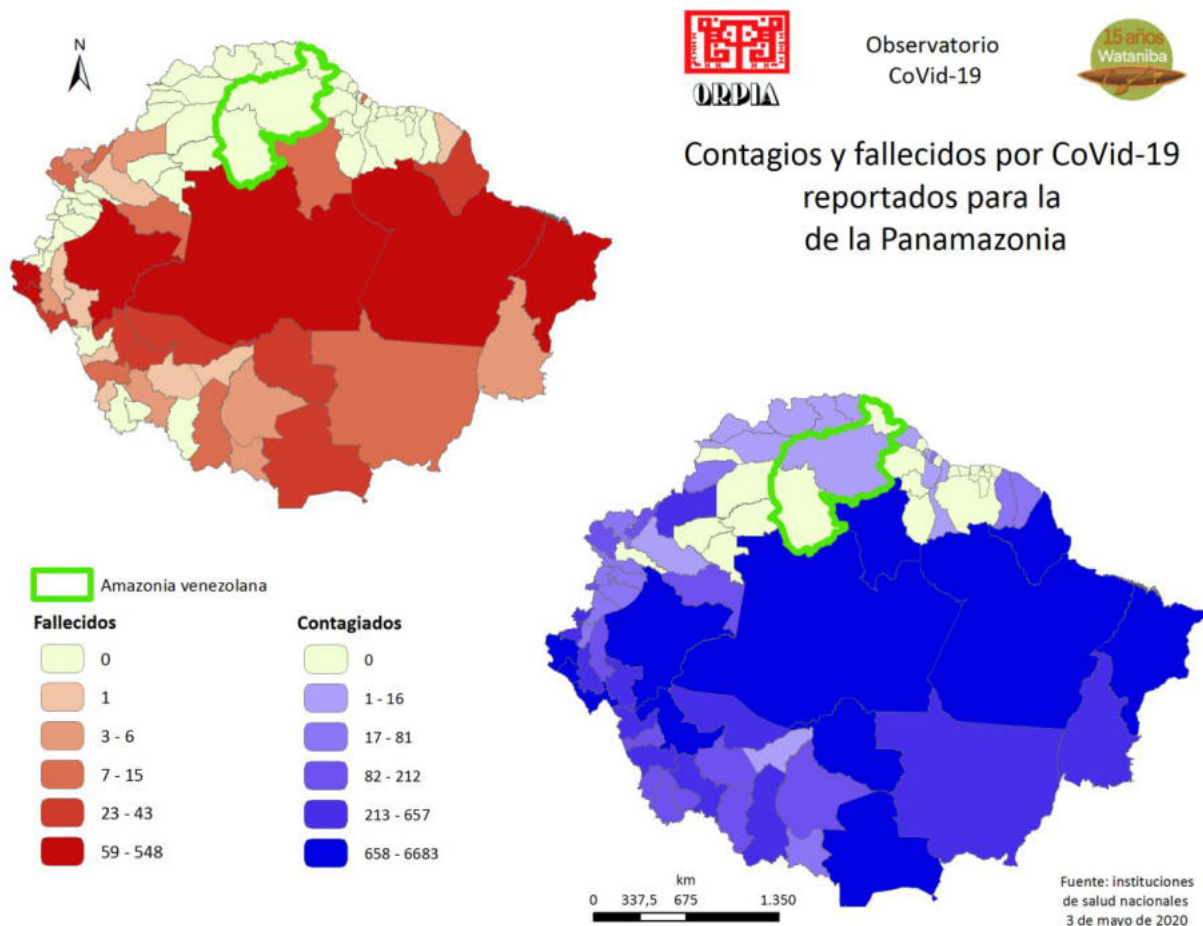 N
ORPIA
Observatorio
CoVid-19
15 años
Wataniba
Contagios y fallecidos por CoVid-19
reportados para la
de la Panamazonia
Amazonia venezolana
Fallecidos
0
1
3 - 6
7 - 15
23 - 43
59 - 548
Contagiados
0
1 - 16
17 - 81
82 - 212
213 - 657
658 - 6683
km
0 337,5 675 1.350
Fuente: instituciones
de salud nacionales
3 de mayo de 2020